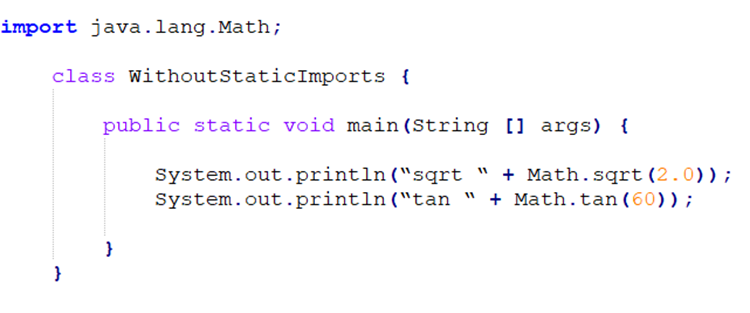 import java.lang.Math;
class WithoutStaticImports {
public static void main(String [] args) {
System.out.println(“sqrt “ + Math.sqrt(2.0));
System.out.println(“tan “ + Math.tan(60));
}
}